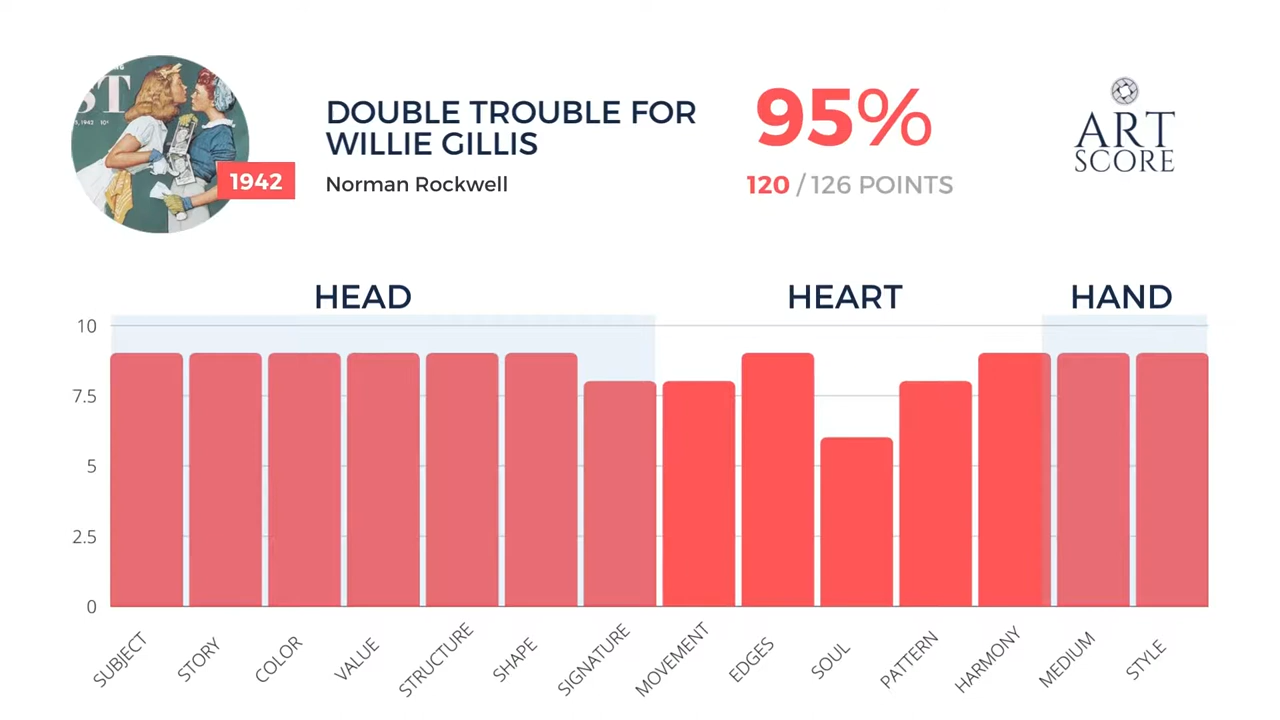 ST
1942
DOUBLE TROUBLE FOR
WILLIE GILLIS
Norman Rockwell
95%
120 / 126 POINTS
ART
SCORE
HEAD
HEART
HAND
10
7.5
5
2.5
0
SUBJECT
STORY
COLOR
VALUE
STRUCTURE
SHAPE
SIGNATURE
MOVEMENT
EDGES
SOUL
PATTERN
HARMONY
MEDIUM
STYLE